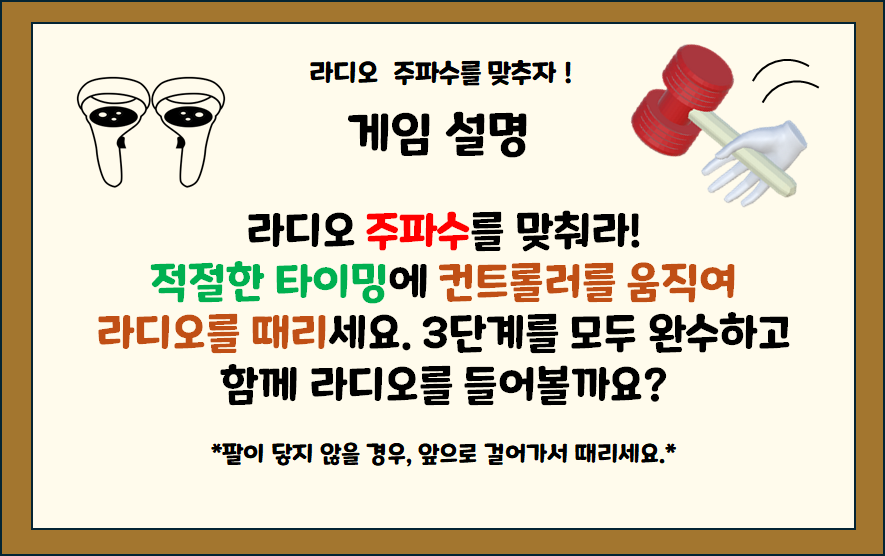 라디오 주파수를 맞추자 !
게임 설명
라디오 주파수를 맞춰라!
적절한 타이밍에 컨트롤러를 움직여
라디오를 때리세요. 3단계를 모두 완수하고
함께 라디오를 들어볼까요?
*팔이 닿지 않을 경우, 앞으로 걸어가서 때리세요.*